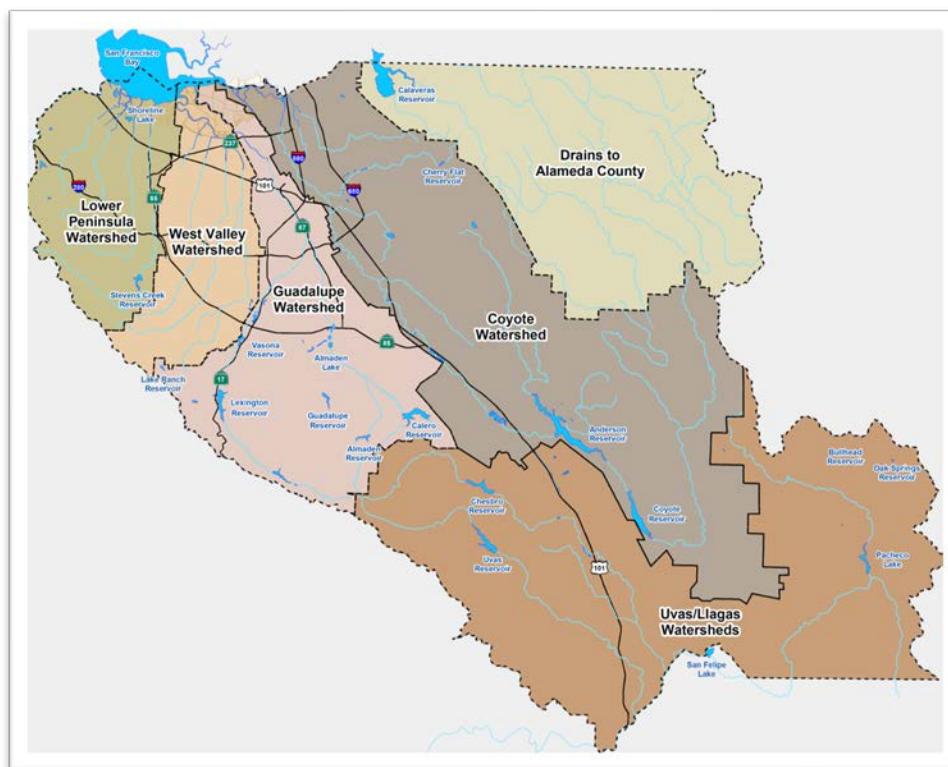 San Francisco
Bay
Calaveras
Reservoir
Shoreline
Lake
237
680
Drains to
Alameda County
Cherry Flat
Reservoir
280
101
680
85
Lower
Peninsula
Watershed
87
West Valley
Watershed
Stevens Creek
Reservoir
Guadalupe
Watershed
Coyote
Watershed
Vasona
Reservoir
85
Almaden
Lake
Lake Ranch
Reservoir
17
Lexington
Reservoir
Guadalupe
Reservoir
Calero
Reservoir
Anderson
Reservoir
Almaden
Reservoir
Bullhead
Reservoir
Oak Springs
Reservoir
Chesbro
Reservoir
Coyote
Reservoir
Uvas
Reservoir
Pacheco
Lake
101
Uvas/Llagas
Watersheds
San Felipe
Lake